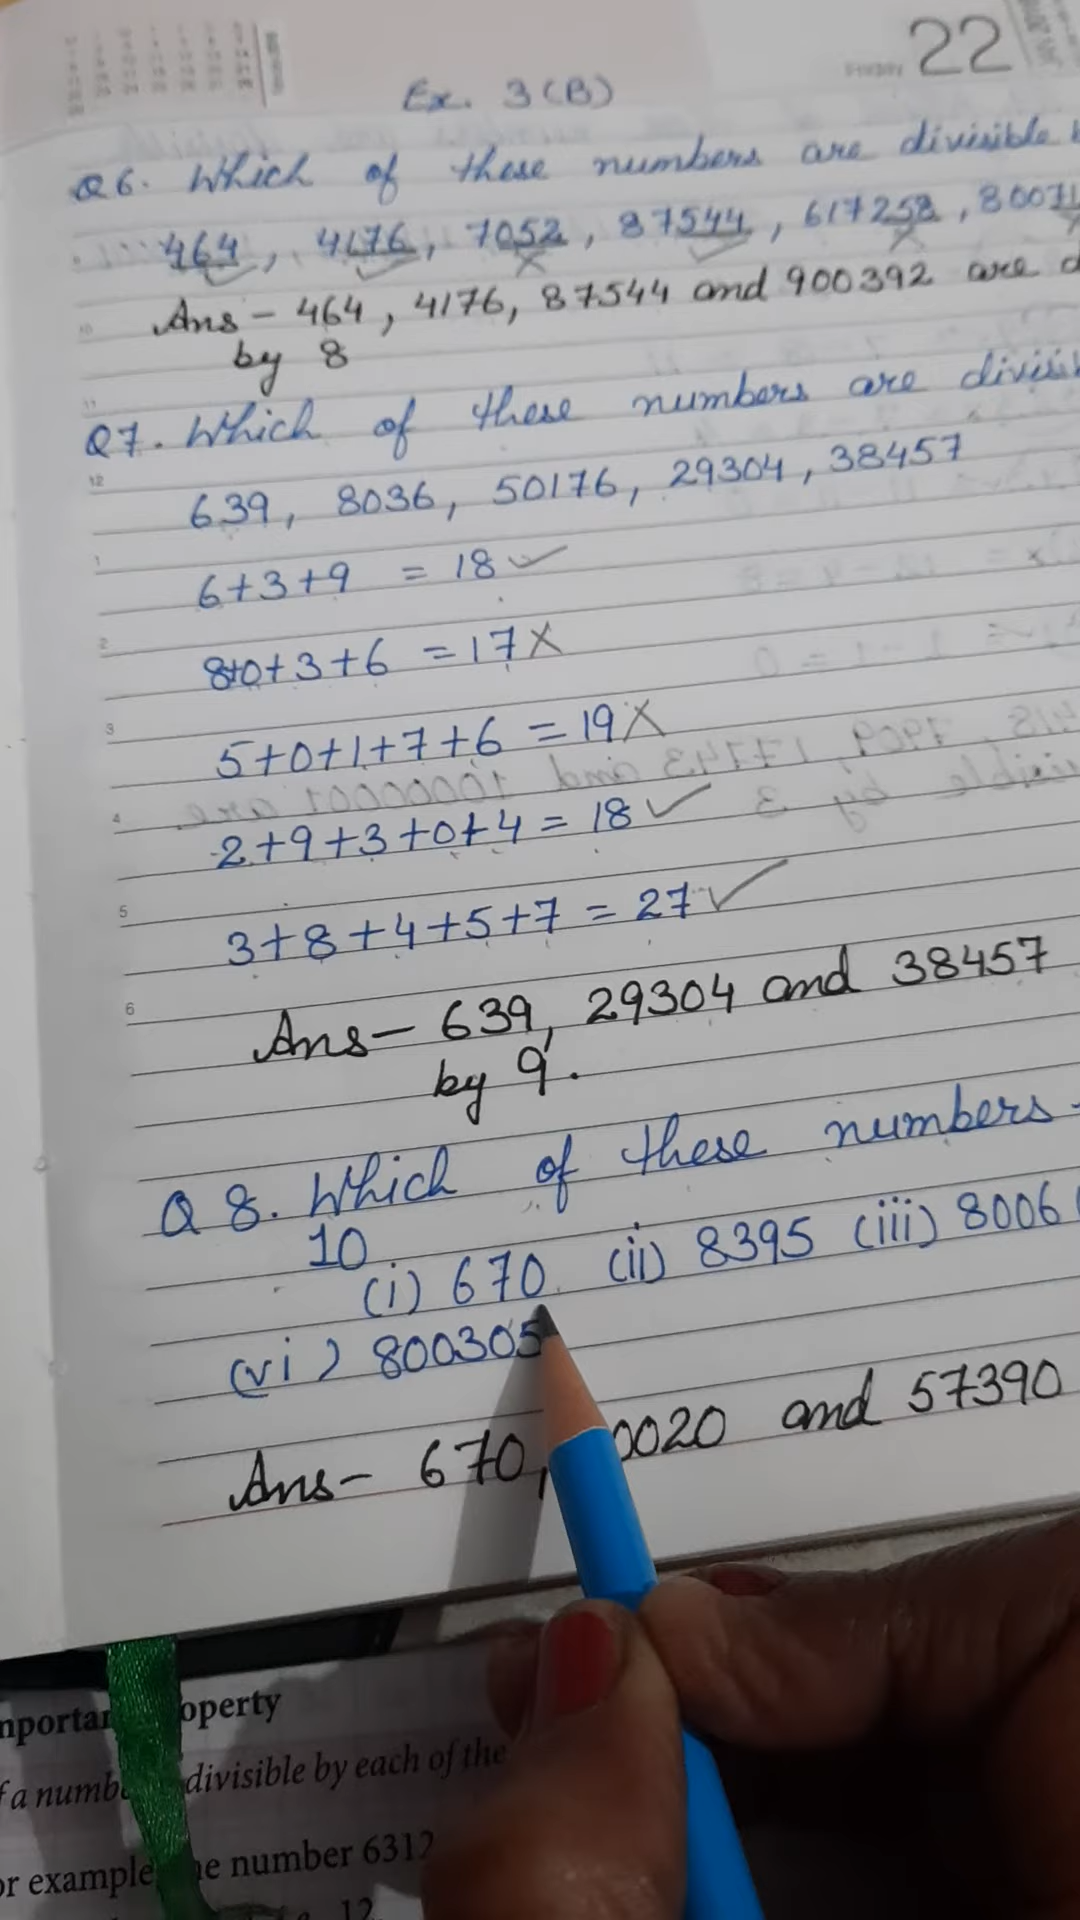 22
Ex. 3(B)
Q6. Which of these numbers are divisible
464, 4176, 7052, 87544, 617258, 80071
Ans- 464, 4176, 87544 and 900392 are
by 8
Q7. Which of these numbers are
639, 8036, 50176, 29304, 38457
6+3+9 = 18 ✓
8+0+3+6 = 17 X
5+0+1+7+6 = 19 X
2+9+3+0+4 = 18 ✓
3+8+4+5+7 = 27 ✓
Ans- 639, 29304 and 38457
by 9.
Q 8. Which of these numbers
10
(i) 670 (ii) 8395 (iii) 8006
(vi) 800305
Ans- 670, 0020 and 57390
operty
a numb divisible by each of the
or example he number 6312
12